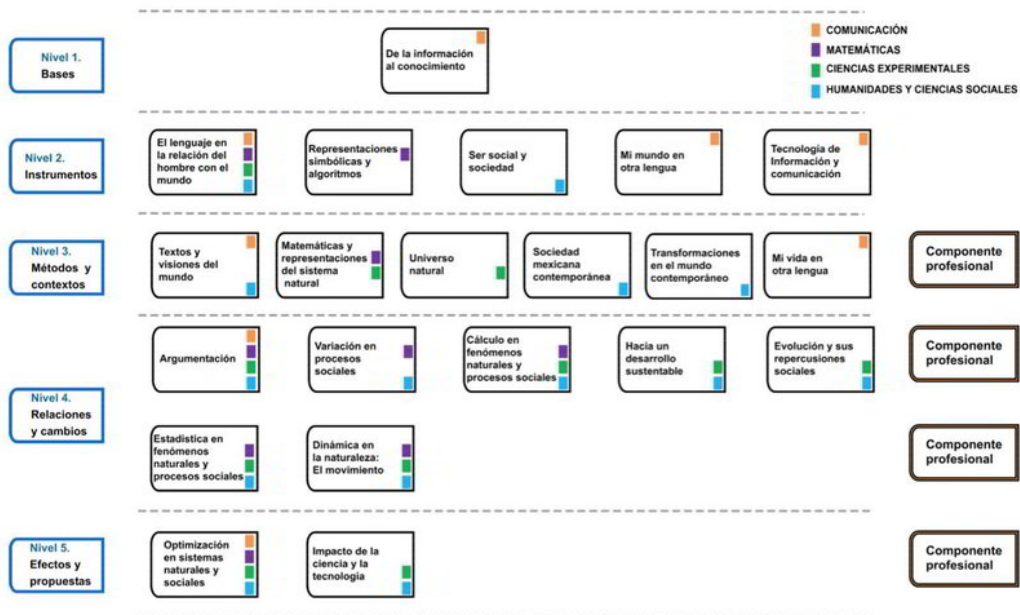 Nivel 1.
Bases
De la información
al conocimiento
COMUNICACIÓN
MATEMÁTICAS
CIENCIAS EXPERIMENTALES
HUMANIDADES Y CIENCIAS SOCIALES
Nivel 2.
Instrumentos
El lenguaje en
la relación del
hombre con el
mundo
Representaciones
simbólicas y
algoritmos
Ser social y
sociedad
Mi mundo en
otra lengua
Tecnología de
Información y
comunicación
Nivel 3.
Métodos y
contextos
Textos y
visiones del
mundo
Matemáticas y
representaciones
del sistema
natural
Universo
natural
Sociedad
mexicana
contemporánea
Transformaciones
en el mundo
contemporáneo
Mi vida en
otra lengua
Componente
profesional
Nivel 4.
Relaciones
y cambios
Argumentación
Variación en
procesos
sociales
Cálculo en
fenómenos
naturales y
procesos sociales
Hacia un
desarrollo
sustentable
Evolución y sus
repercusiones
sociales
Componente
profesional
Estadística en
fenómenos
naturales y
procesos sociales
Dinámica en
la naturaleza:
El movimiento
Componente
profesional
Nivel 5.
Efectos y
propuestas
Optimización
en sistemas
naturales y
sociales
Impacto de la
ciencia y la
tecnología
Componente
profesional